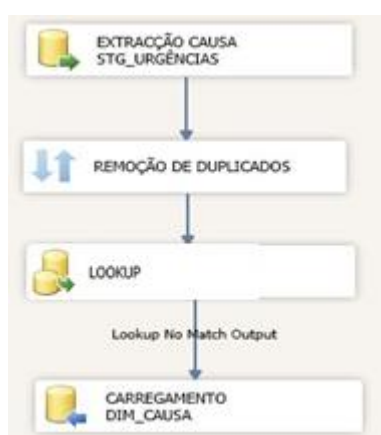 EXTRACÇÃO CAUSA
STG_URGÊNCIAS
REMOÇÃO DE DUPLICADOS
LOOKUP
Lookup No Match Output
CARREGAMENTO
DIM_CAUSA